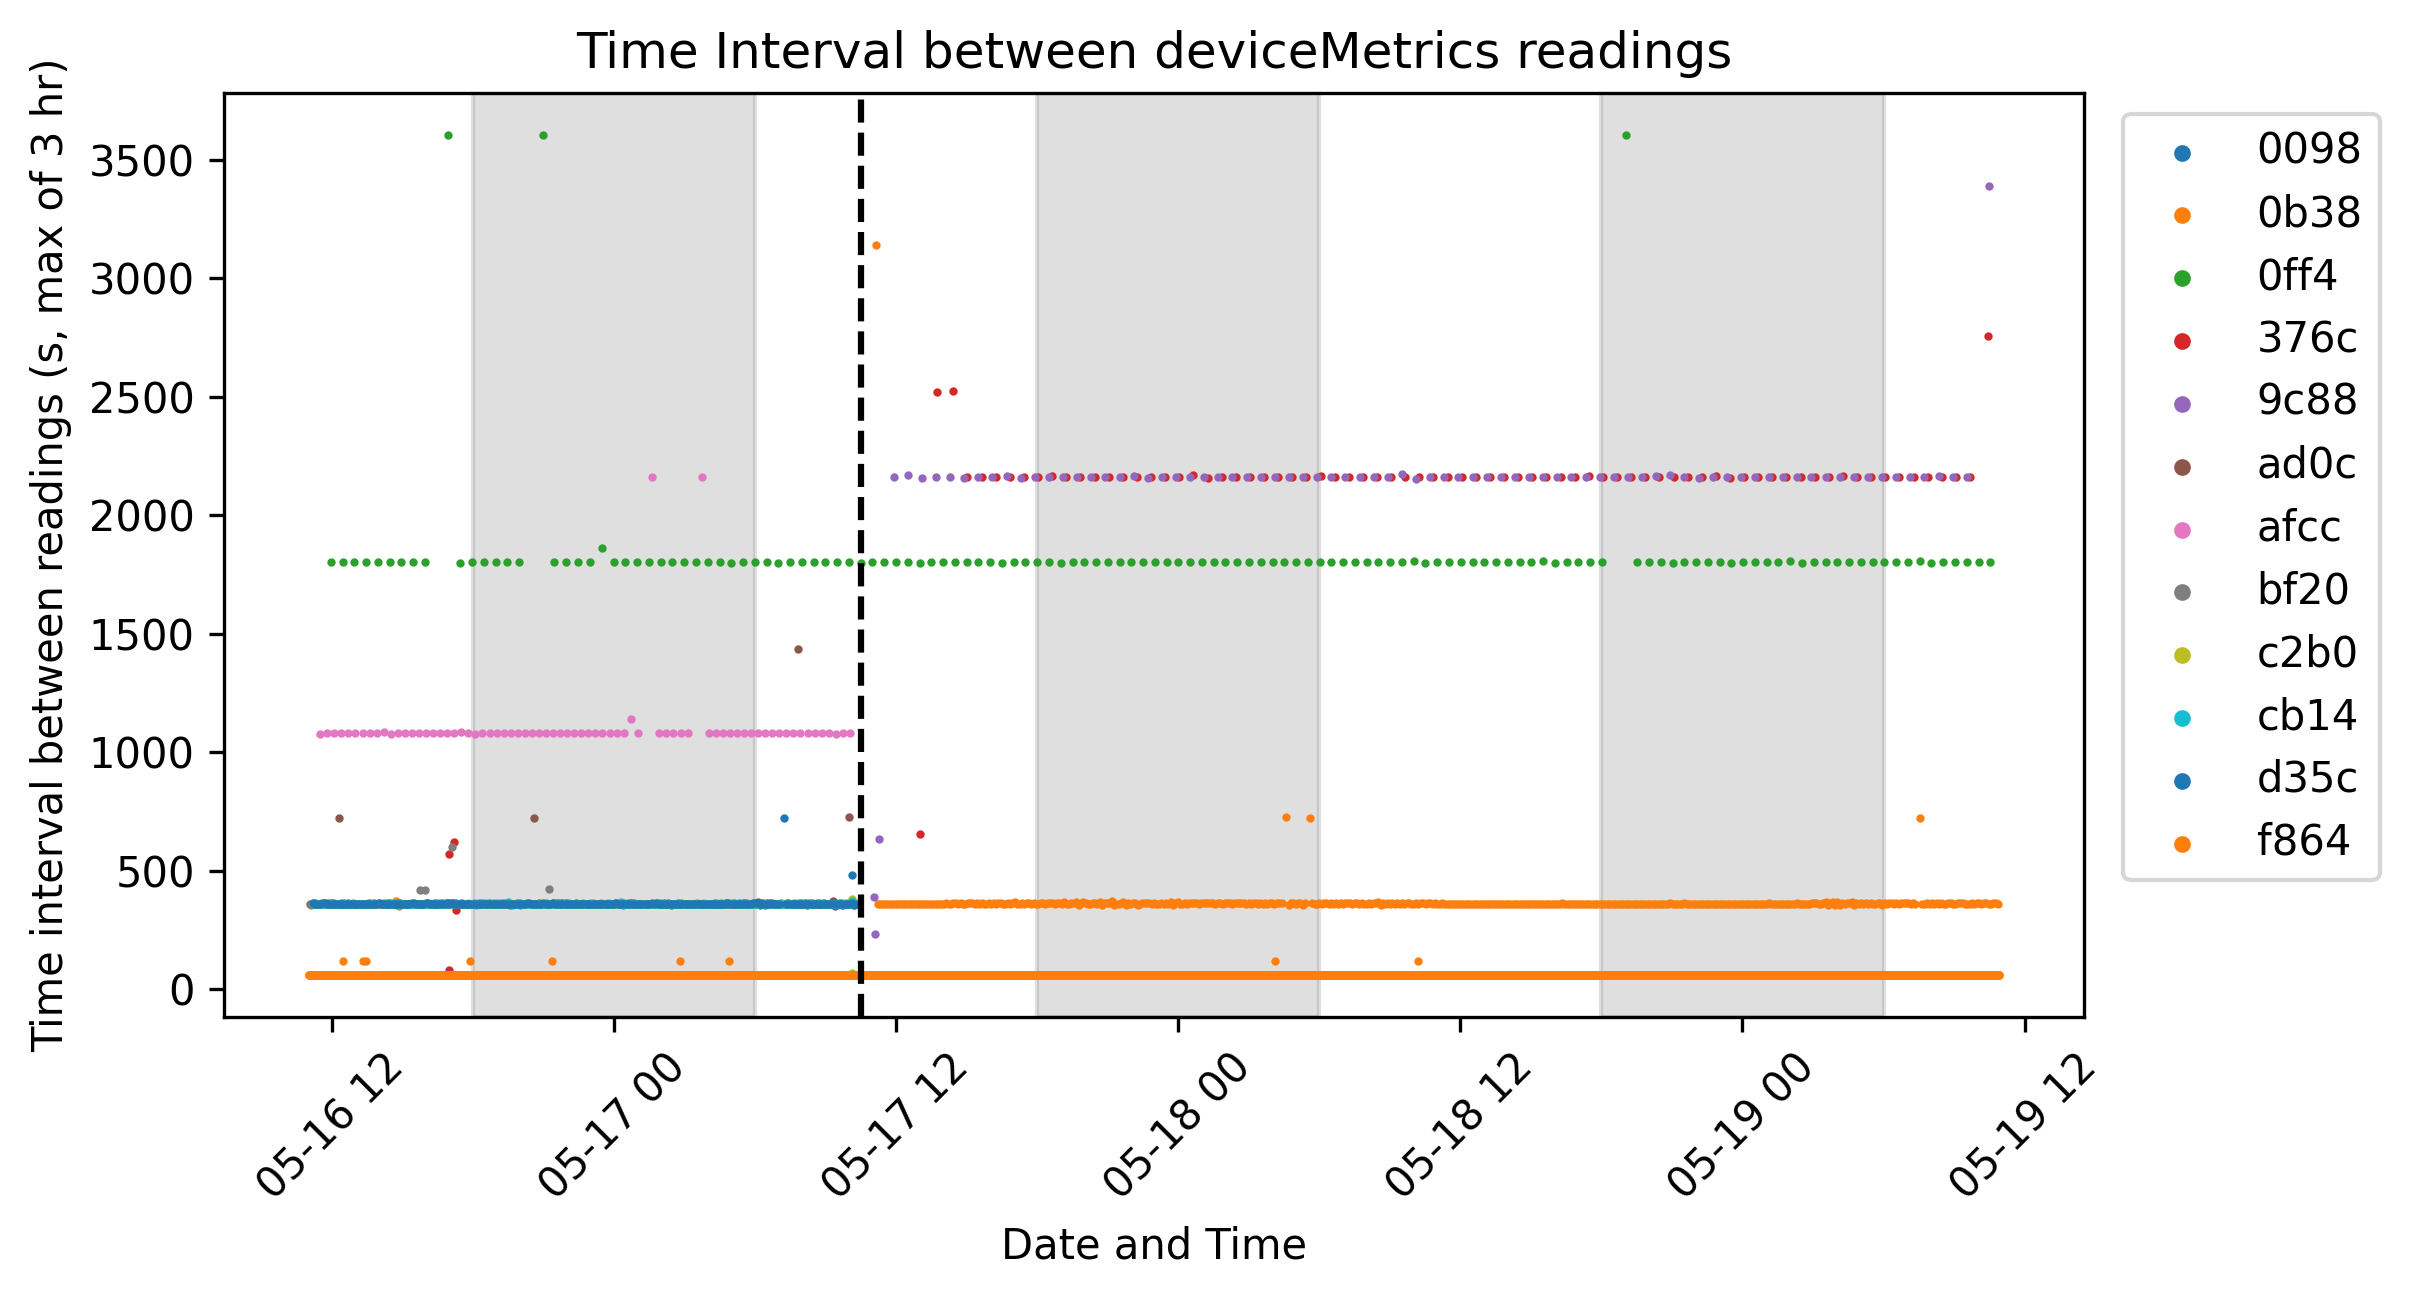 Time Interval between deviceMetrics readings
Time interval between readings (s, max of 3 hr)
3500
3000
2500
2000
1500
1000
500
0
05-16 12
05-17 00
05-17 12
05-18 00
05-18 12
05-19 00
05-19 12
Date and Time
0098
0b38
0ff4
376c
9c88
ad0c
afcc
bf20
c2b0
cb14
d35c
f864